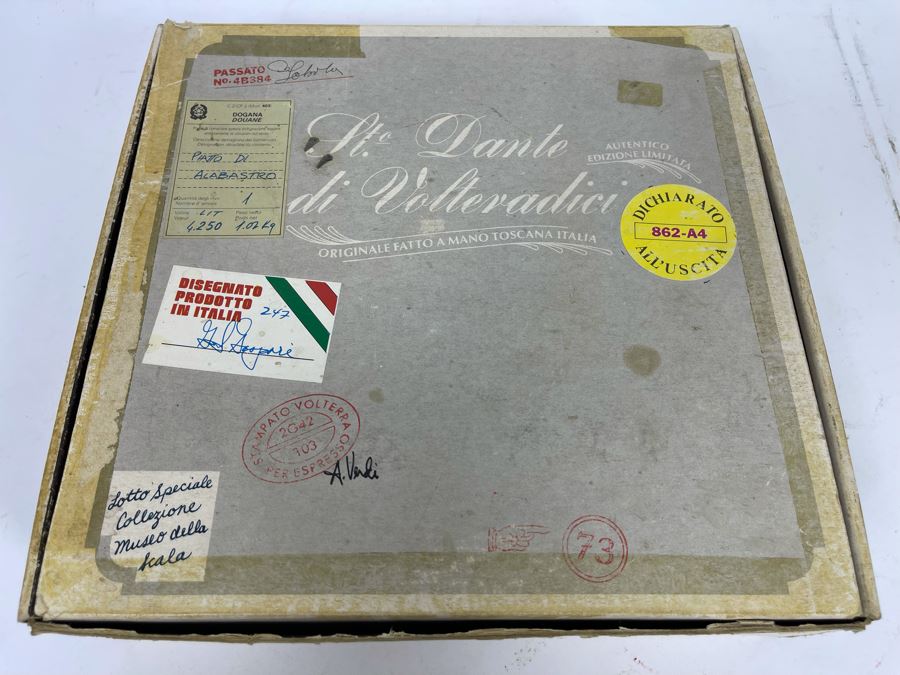 PASSATO
No. 4B384
DOGANA
DOUANE
PIATO DI
ALABASTRO
1
LIT
4.250
1.02 Kg
St.º Dante
di Volteradici
ORIGINALE FATTO A MANO TOSCANA ITALIA
AUTENTICO
EDIZIONE LIMITATA
DICHIARATO
862-A4
ALL'USCITA
DISEGNATO
PRODOTTO
IN ITALIA
247
STAMPATO VOLTERRA
2G42
103
PER ESPRESSO
A. Verdi
Lotto Speciale
Collezione
Museo della
Scala
73